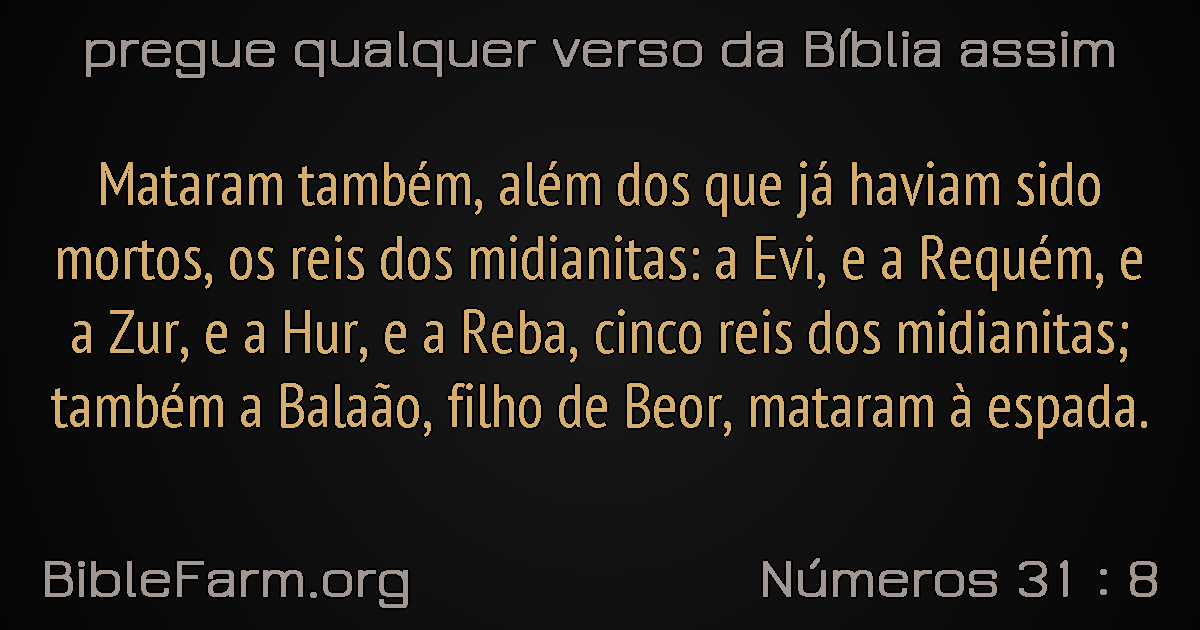 pregue qualquer verso da Bíblia assim
Mataram também, além dos que já haviam sido
mortos, os reis dos midianitas: a Evi, e a Requém, e
a Zur, e a Hur, e a Reba, cinco reis dos midianitas;
também a Balaão, filho de Beor, mataram à espada.
BibleFarm.org
Números 31 : 8